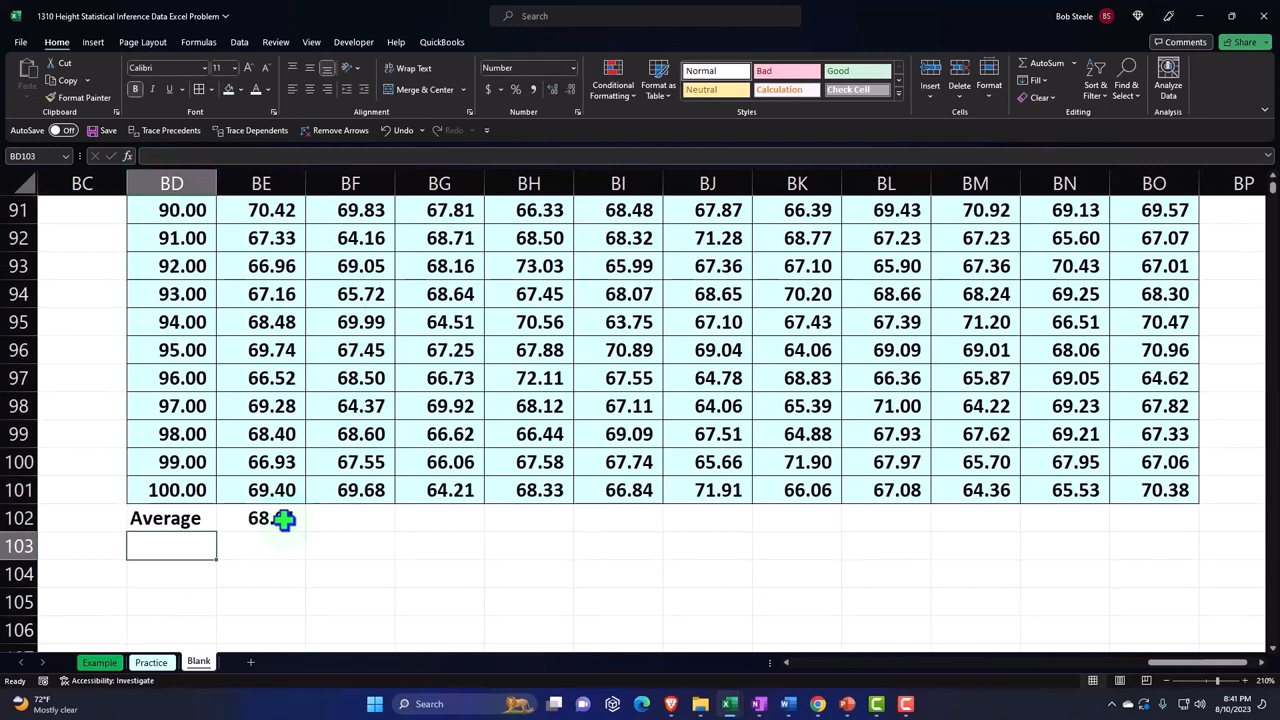 1310 Height Statistical Inference Data Excel Problem
Search
Bob Steele BS
File Home Insert Page Layout Formulas Data Review View Developer Help QuickBooks Comments Share
Paste
Cut
Copy
Format Painter
Clipboard
Calibri 11
B I U
Font
Wrap Text
Merge & Center
Alignment
Number
$ %
Number
Conditional Formatting
Format as Table
Normal Bad Good
Neutral Calculation Check Cell
Styles
Insert Delete Format
Cells
AutoSum
Fill
Clear
Sort & Filter
Find & Select
Editing
Analyze Data
Analysis
AutoSave Off Save Trace Precedents Trace Dependents Remove Arrows Undo Redo
BD103 fx
BC BD BE BF BG BH BI BJ BK BL BM BN BO BP
91 90.00 70.42 69.83 67.81 66.33 68.48 67.87 66.39 69.43 70.92 69.13 69.57
92 91.00 67.33 64.16 68.71 68.50 68.32 71.28 68.77 67.23 67.23 65.60 67.07
93 92.00 66.96 69.05 68.16 73.03 65.99 67.36 67.10 65.90 67.36 70.43 67.01
94 93.00 67.16 65.72 68.64 67.45 68.07 68.65 70.20 68.66 68.24 69.25 68.30
95 94.00 68.48 69.99 64.51 70.56 63.75 67.10 67.43 67.39 71.20 66.51 70.47
96 95.00 69.74 67.45 67.25 67.88 70.89 69.04 64.06 69.09 69.01 68.06 70.96
97 96.00 66.52 68.50 66.73 72.11 67.55 64.78 68.83 66.36 65.87 69.05 64.62
98 97.00 69.28 64.37 69.92 68.12 67.11 64.06 65.39 71.00 64.22 69.23 67.82
99 98.00 68.40 68.60 66.62 66.44 69.09 67.51 64.88 67.93 67.62 69.21 67.33
100 99.00 66.93 67.55 66.06 67.58 67.74 65.66 71.90 67.97 65.70 67.95 67.06
101 100.00 69.40 69.68 64.21 68.33 66.84 71.91 66.06 67.08 64.36 65.53 70.38
102 Average 68.
103
104
105
106
Example Practice Blank
Ready Accessibility: Investigate 210%
72°F
Mostly clear
Search
8:41 PM
8/10/2023